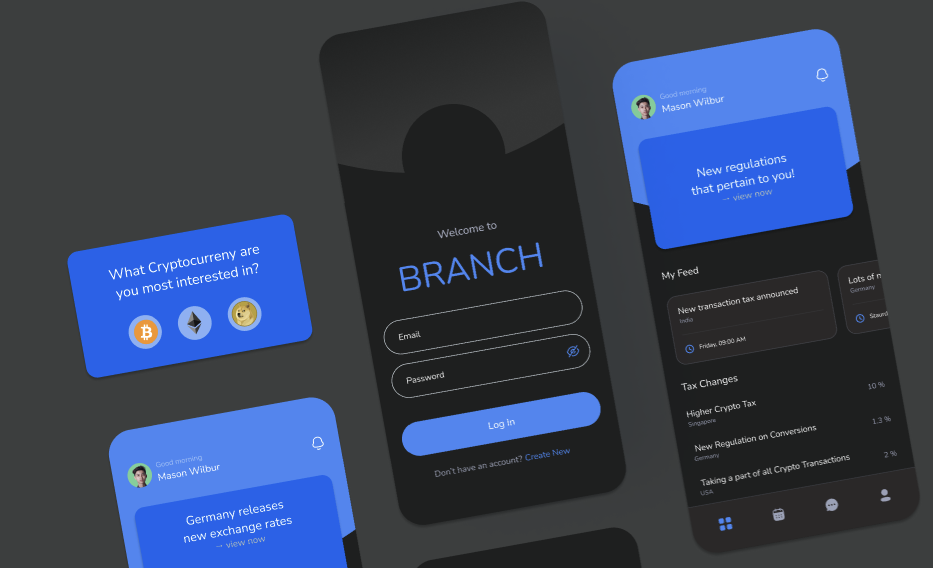 What Cryptocurreny are
you most interested in?
Good morning
Mason Wilbur
Germany releases
new exchange rates
→ view now
Welcome to
BRANCH
Email
Password
Log In
Don't have an account? Create New
Good morning
Mason Wilbur
New regulations
that pertain to you!
→ view now
My Feed
New transaction tax announced
India
Friday, 09:00 AM
Lots of
Germany
Tax Changes
Higher Crypto Tax
Singapore
10 %
New Regulation on Conversions
Germany
1.3 %
Taking a part of all Crypto Transactions
USA
2 %